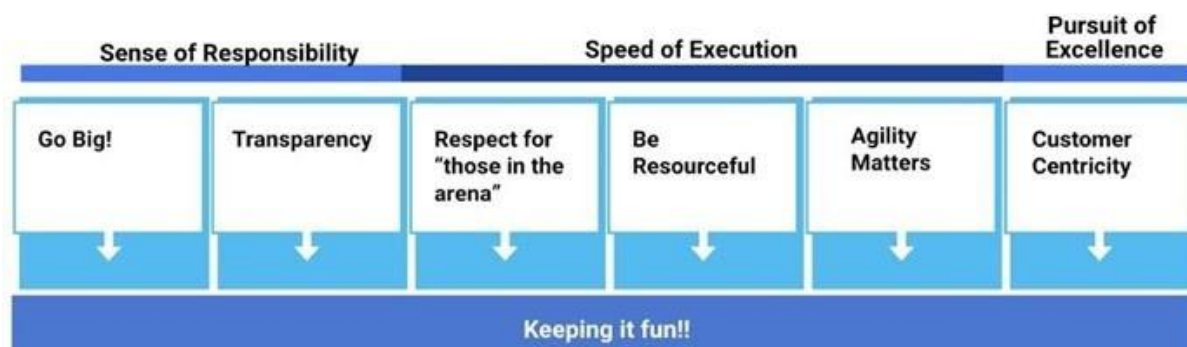 Sense of Responsibility
Speed of Execution
Pursuit of
Excellence
Go Big!
Transparency
Respect for
“those in the
arena”
Be
Resourceful
Agility
Matters
Customer
Centricity
Keeping it fun!!